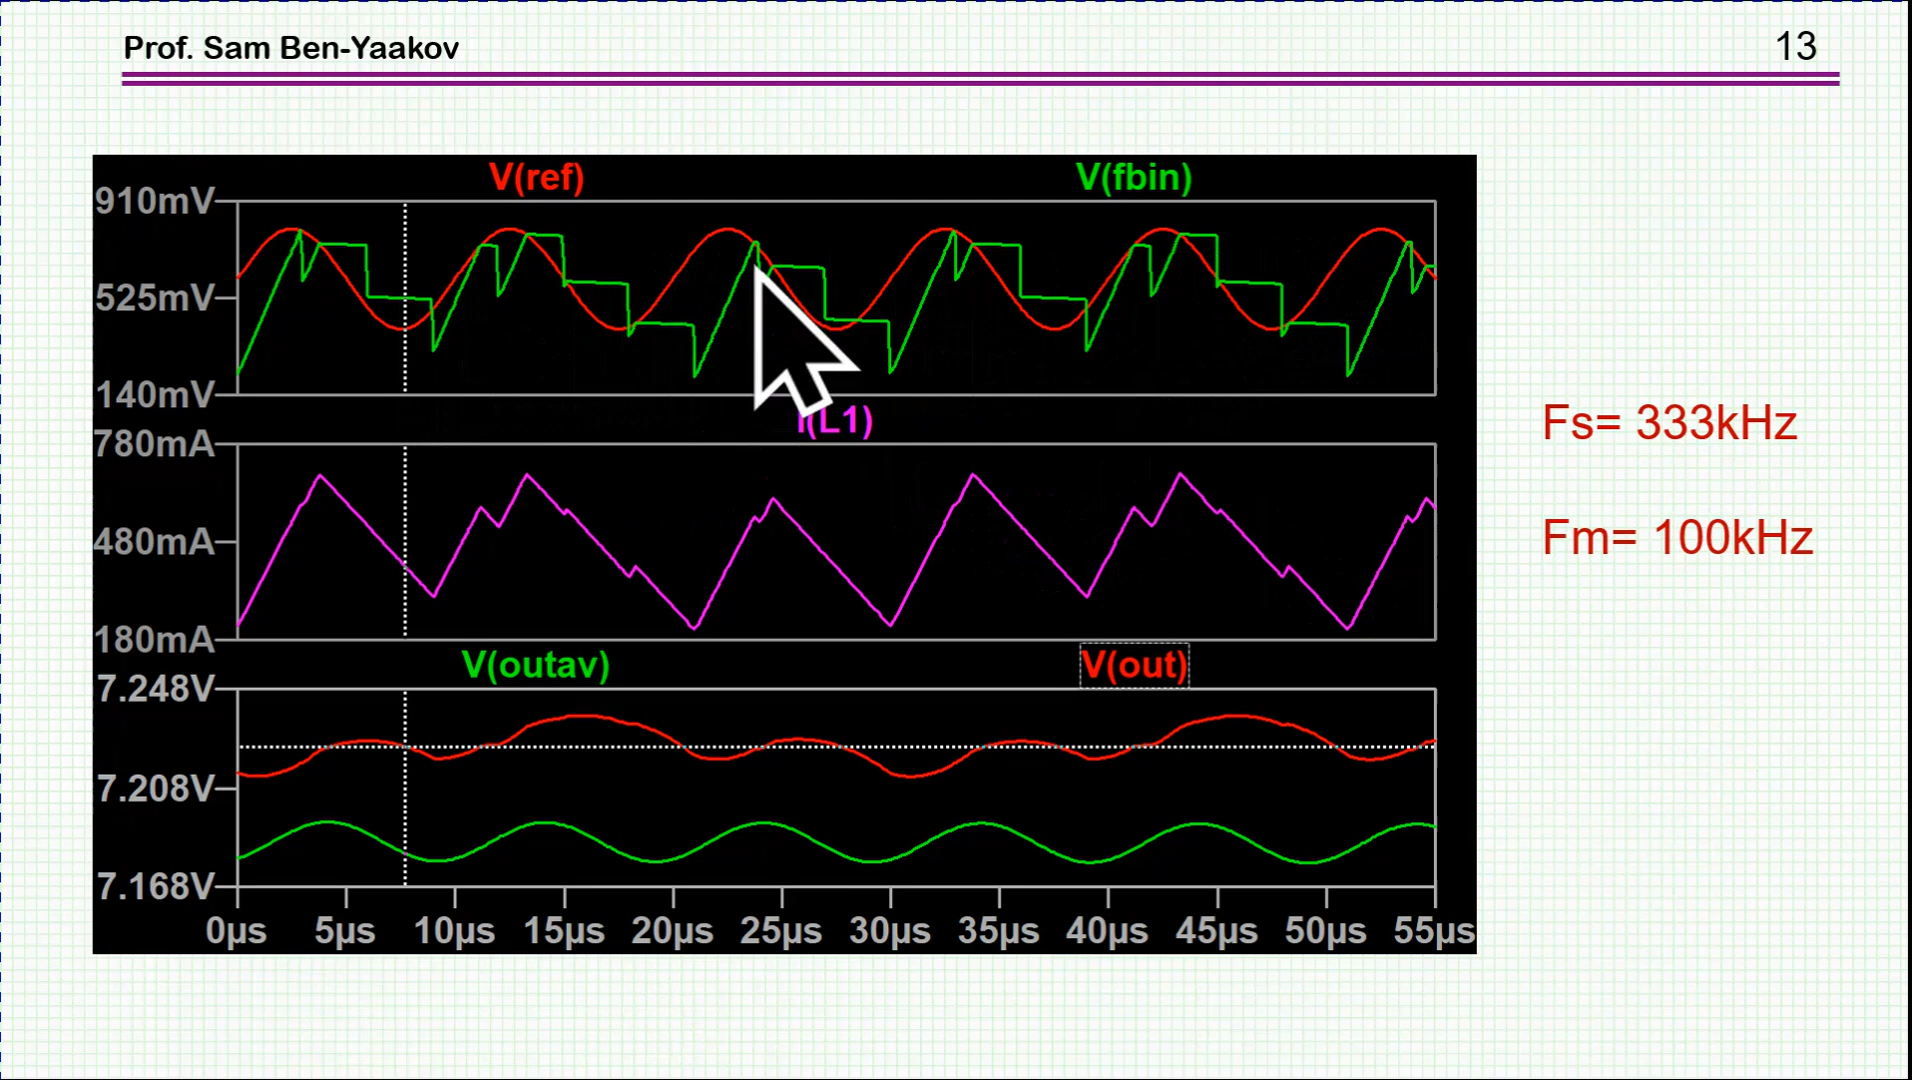 Prof. Sam Ben-Yaakov
13
V(ref)
V(fbin)
910mV
525mV
140mV
I(L1)
780mA
480mA
180mA
V(outav)
V(out)
7.248V
7.208V
7.168V
0µs 5µs 10µs 15µs 20µs 25µs 30µs 35µs 40µs 45µs 50µs 55µs
Fs= 333kHz
Fm= 100kHz